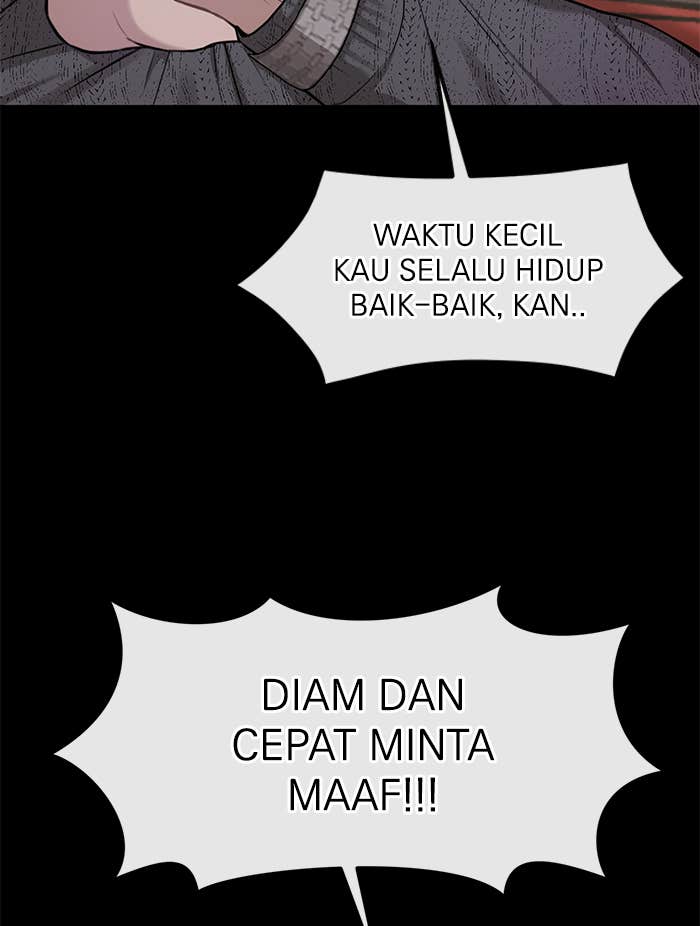 WAKTU KECIL
KAU SELALU HIDUP
BAIK-BAIK, KAN..
DIAM DAN
CEPAT MINTA
MAAF!!!